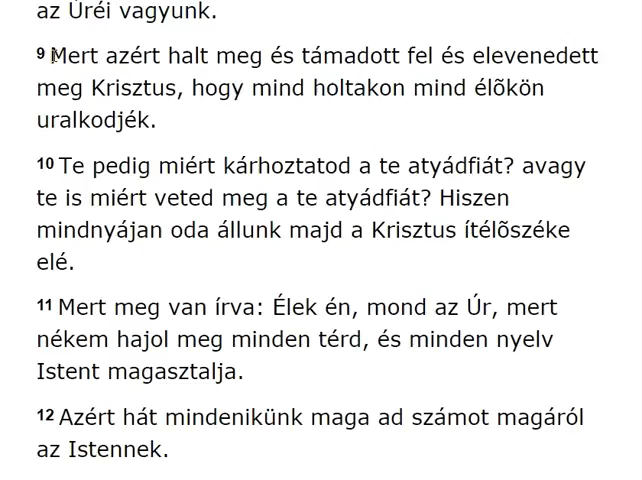 az Úréi vagyunk.
9 Mert azért halt meg és támadott fel és elevenedett
meg Krisztus, hogy mind holtakon mind élõkön
uralkodjék.
10 Te pedig miért kárhoztatod a te atyádfiát? avagy
te is miért veted meg a te atyádfiát? Hiszen
mindnyájan oda állunk majd a Krisztus ítélõszéke
elé.
11 Mert meg van írva: Élek én, mond az Úr, mert
nékem hajol meg minden térd, és minden nyelv
Istent magasztalja.
12 Azért hát mindenikünk maga ad számot magáról
az Istennek.